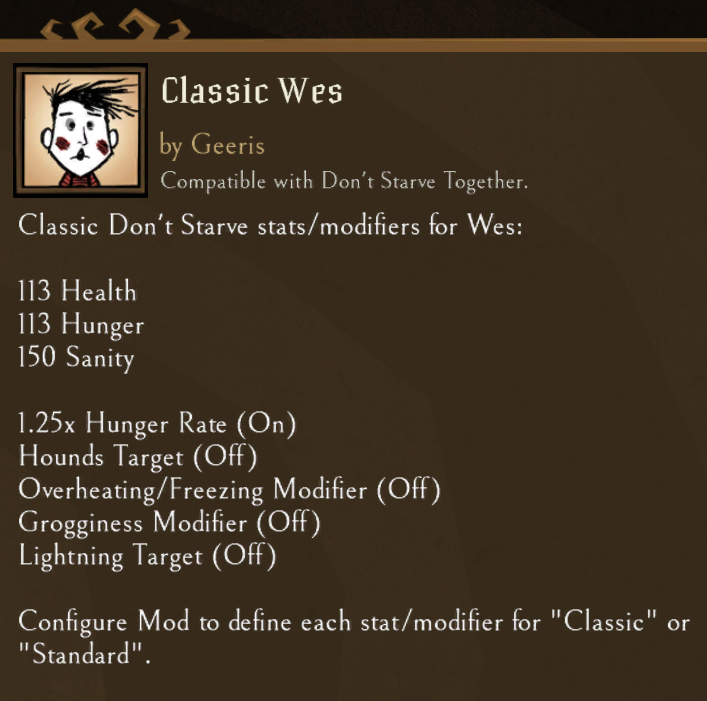 Classic Wes
by Geeris
Compatible with Don't Starve Together.
Classic Don't Starve stats/modifiers for Wes:
113 Health
113 Hunger
150 Sanity
1.25x Hunger Rate (On)
Hounds Target (Off)
Overheating/Freezing Modifier (Off)
Grogginess Modifier (Off)
Lightning Target (Off)
Configure Mod to define each stat/modifier for "Classic" or
"Standard".